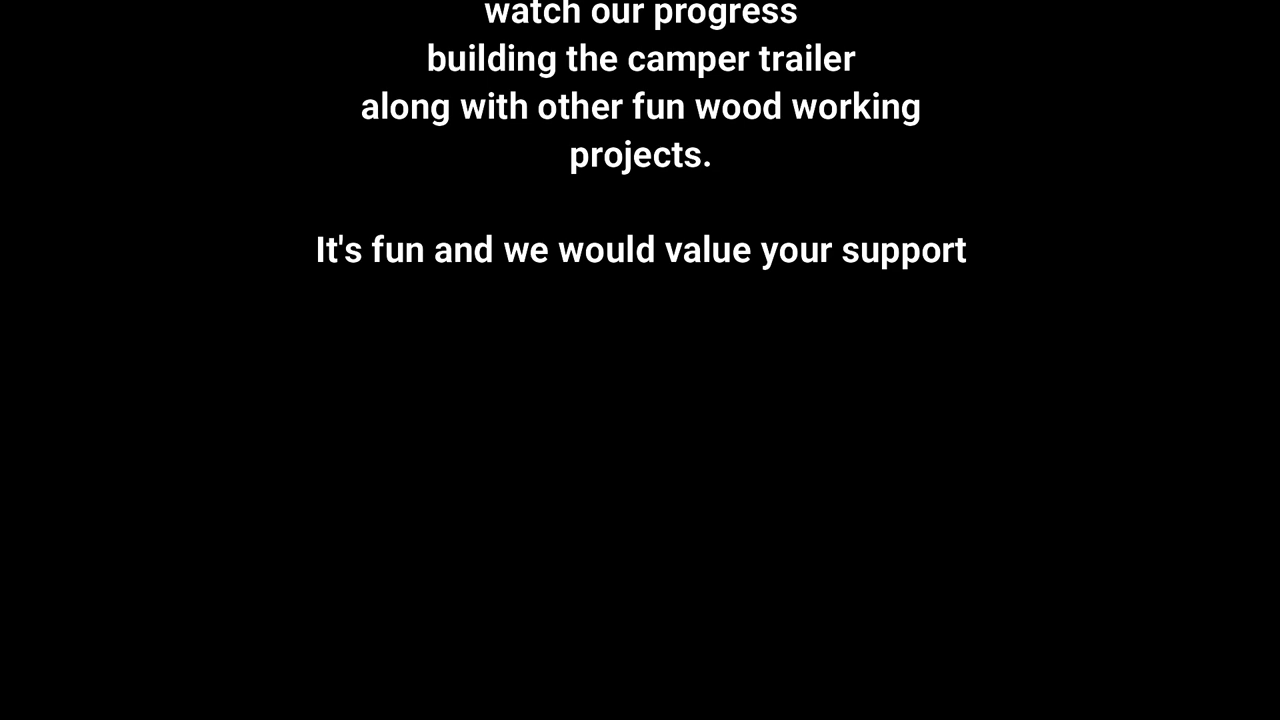 watch our progress
building the camper trailer
along with other fun wood working
projects.
It's fun and we would value your support